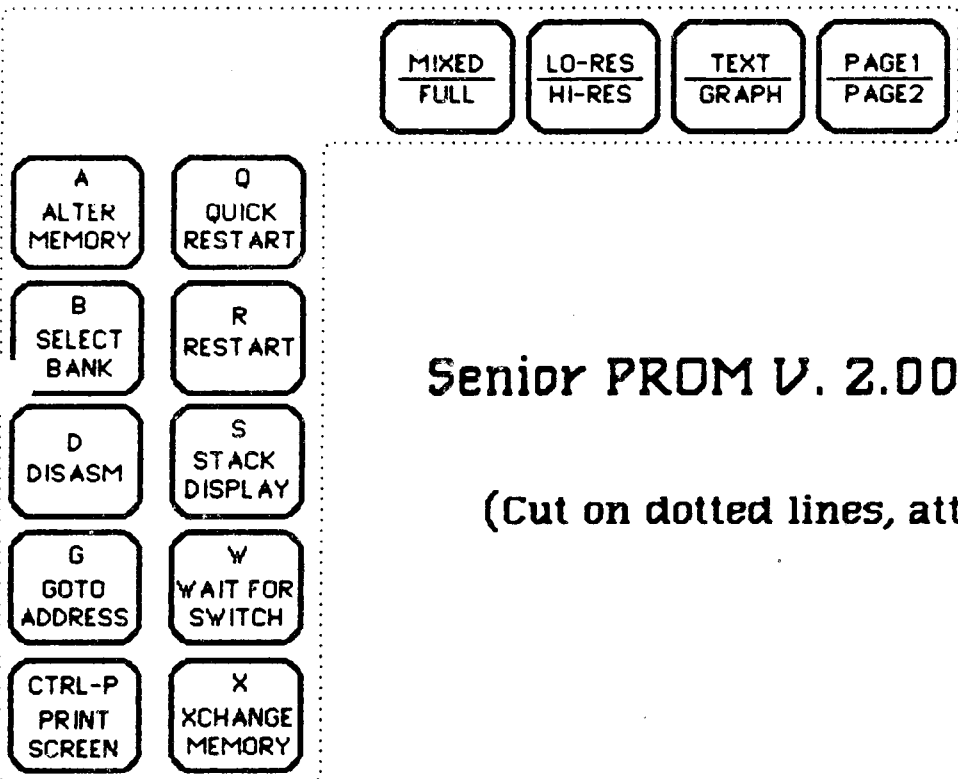 MIXED
FULL
LO-RES
HI-RES
TEXT
GRAPH
PAGE1
PAGE2
A
ALTER
MEMORY
Q
QUICK
RESTART
B
SELECT
BANK
R
RESTART
D
DISASM
S
STACK
DISPLAY
G
GOTO
ADDRESS
W
WAIT FOR
SWITCH
CTRL-P
PRINT
SCREEN
X
XCHANGE
MEMORY
Senior PROM V. 2.00
(Cut on dotted lines, att